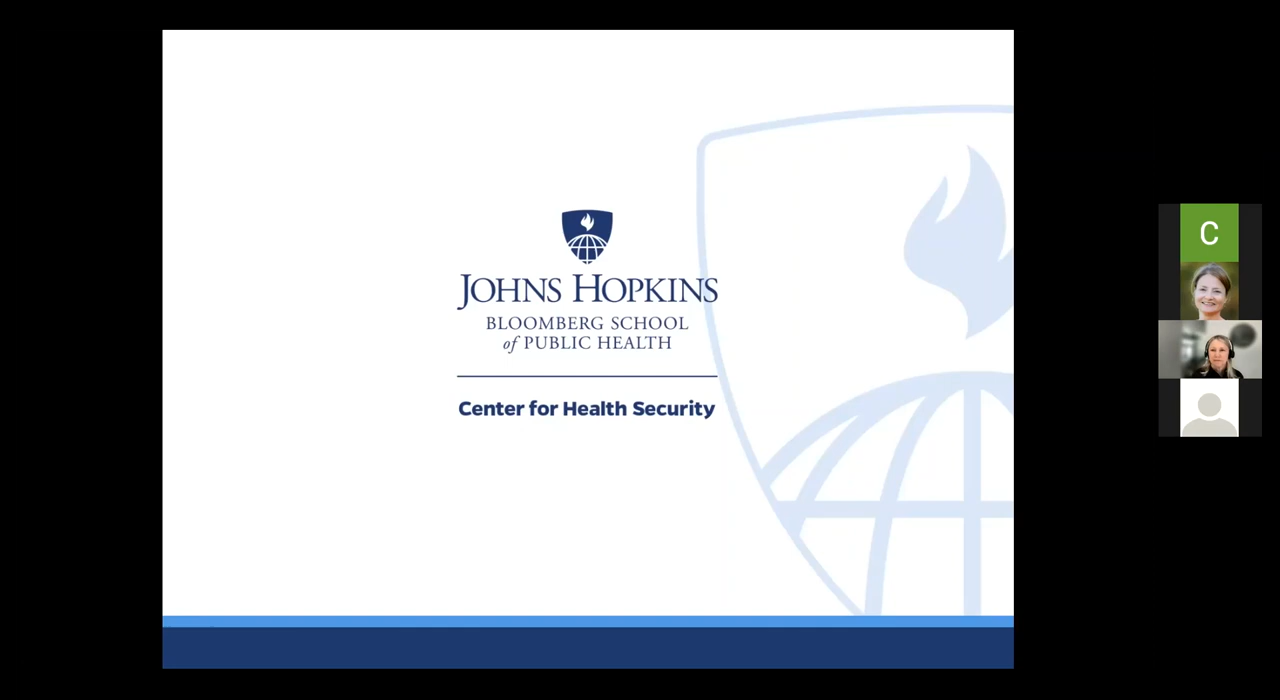 JOHNS HOPKINS
BLOOMBERG SCHOOL
of PUBLIC HEALTH
Center for Health Security
C